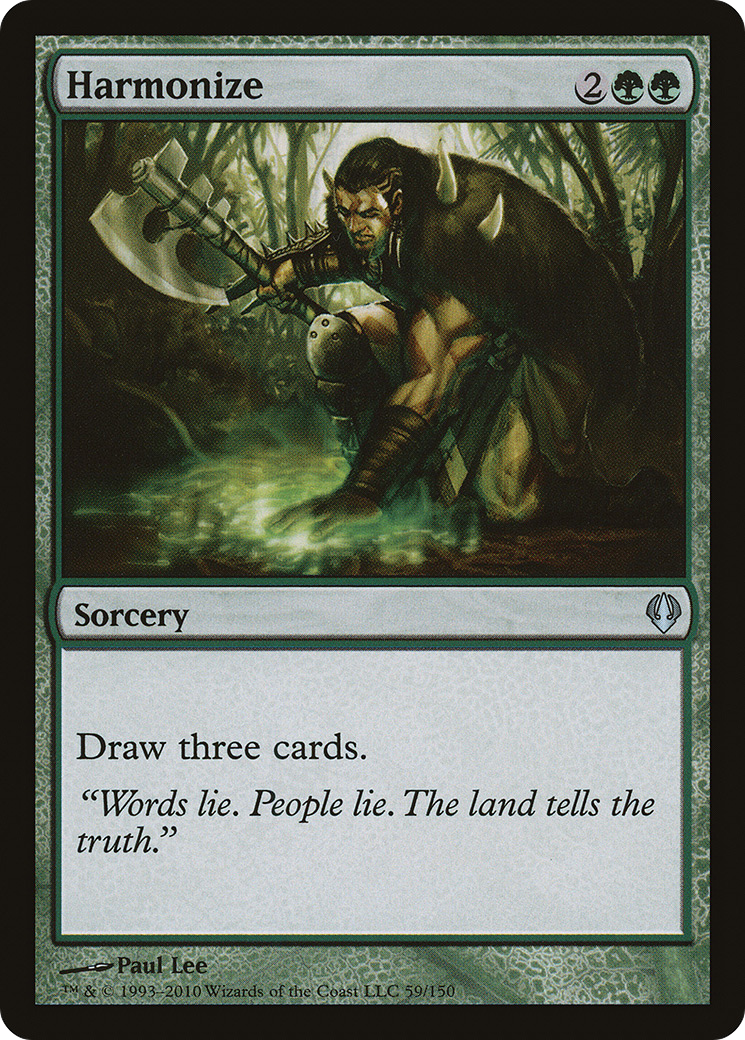 Harmonize 2
Sorcery
Draw three cards.
“Words lie. People lie. The land tells the
truth.”
Paul Lee
™ & © 1993–2010 Wizards of the Coast LLC 59/150